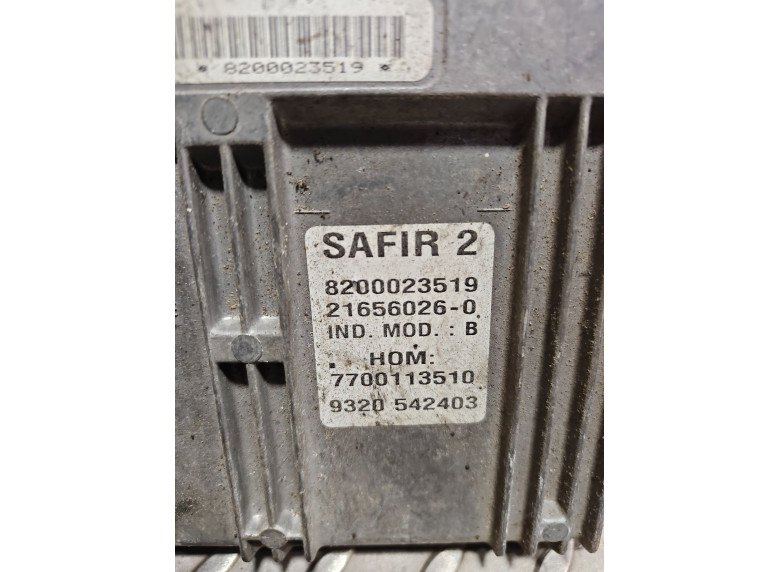 * 8200023519 *
SAFIR 2
8200023519
21656026-0
IND. MOD. : B
HOM:
7700113510
9320 542403